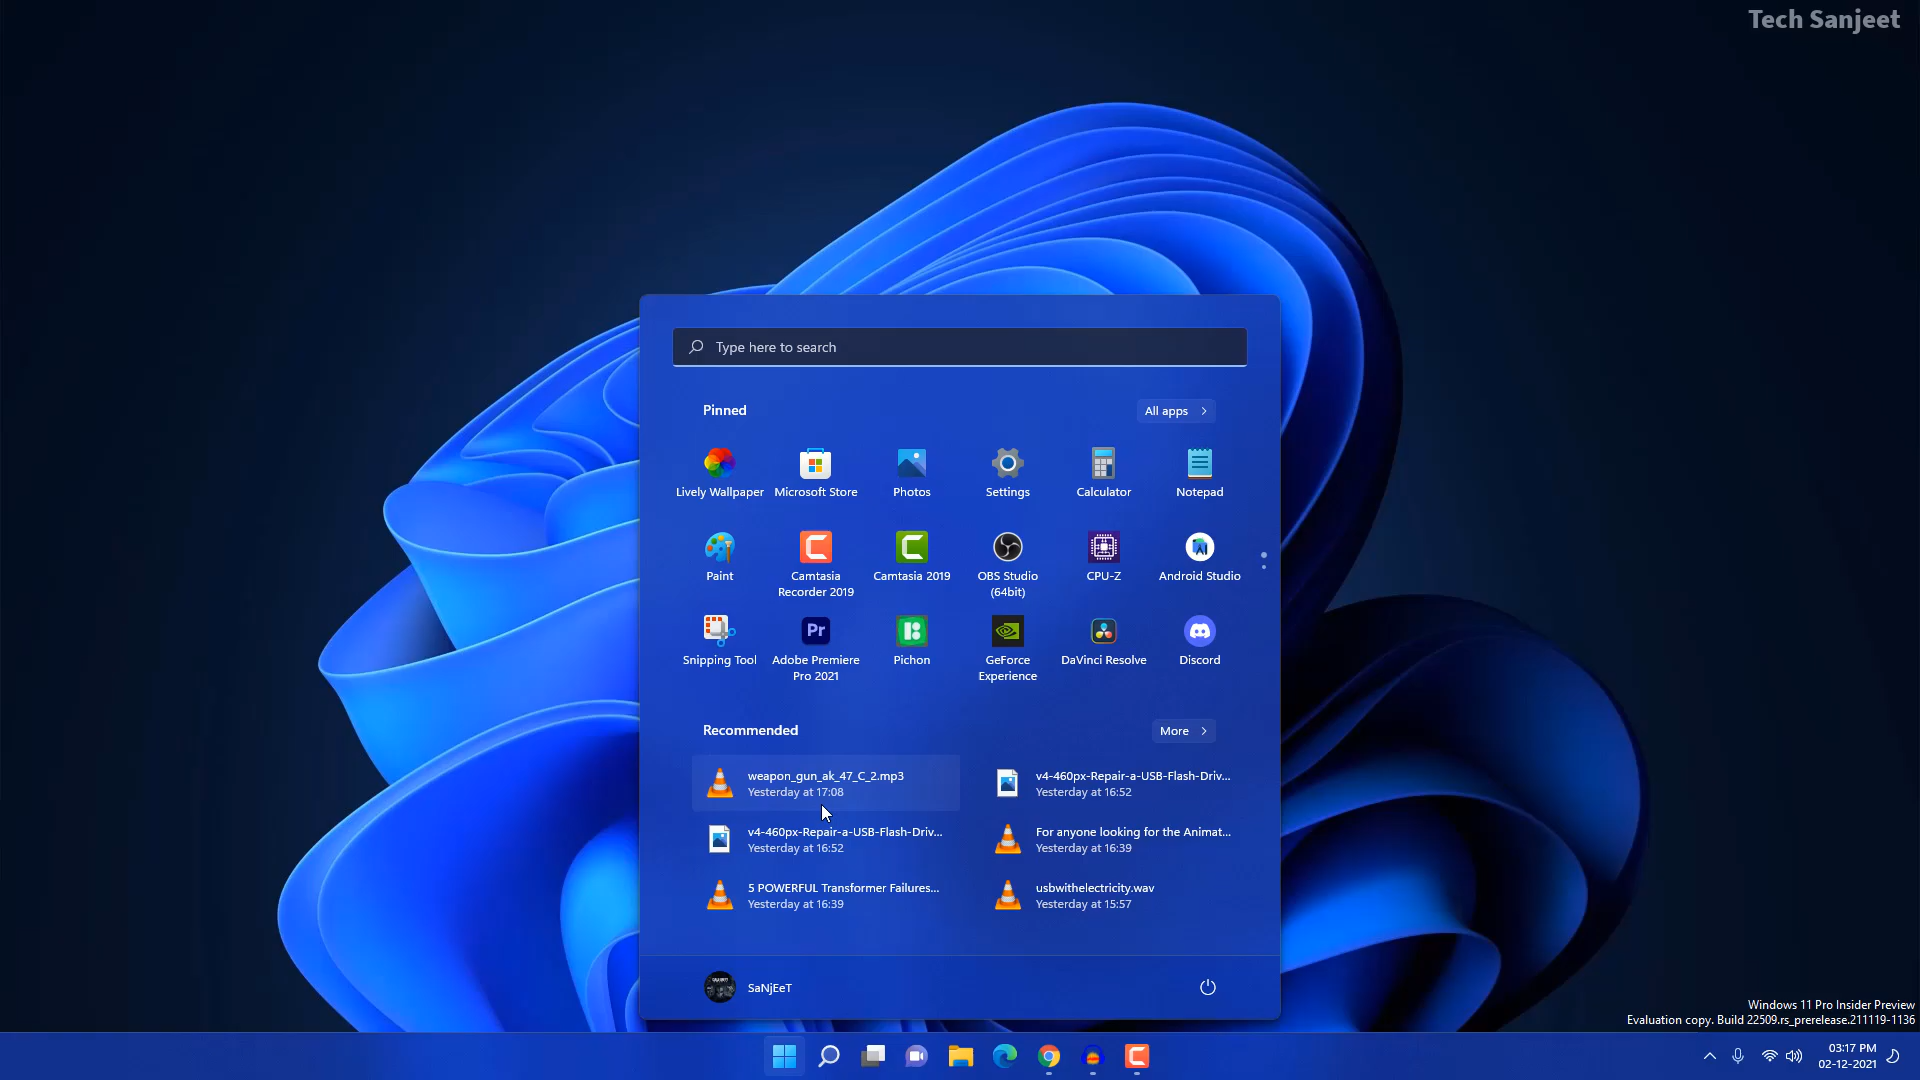 Tech Sanjeet
Type here to search
Pinned
All apps
Lively Wallpaper
Microsoft Store
Photos
Settings
Calculator
Notepad
Paint
Camtasia
Recorder 2019
Camtasia 2019
OBS Studio
(64bit)
CPU-Z
Android Studio
Snipping Tool
Pr
Adobe Premiere
Pro 2021
Pichon
GeForce
Experience
DaVinci Resolve
Discord
Recommended
More
weapon_gun_ak_47_C_2.mp3
Yesterday at 17:08
v4-460px-Repair-a-USB-Flash-Driv...
Yesterday at 16:52
v4-460px-Repair-a-USB-Flash-Driv...
Yesterday at 16:52
For anyone looking for the Animat...
Yesterday at 16:39
5 POWERFUL Transformer Failures...
Yesterday at 16:39
usbwithelectricity.wav
Yesterday at 15:57
SaNjEeT
Windows 11 Pro Insider Preview
Evaluation copy. Build 22509.rs_prerelease.211119-1136
03:17 PM
02-12-2021